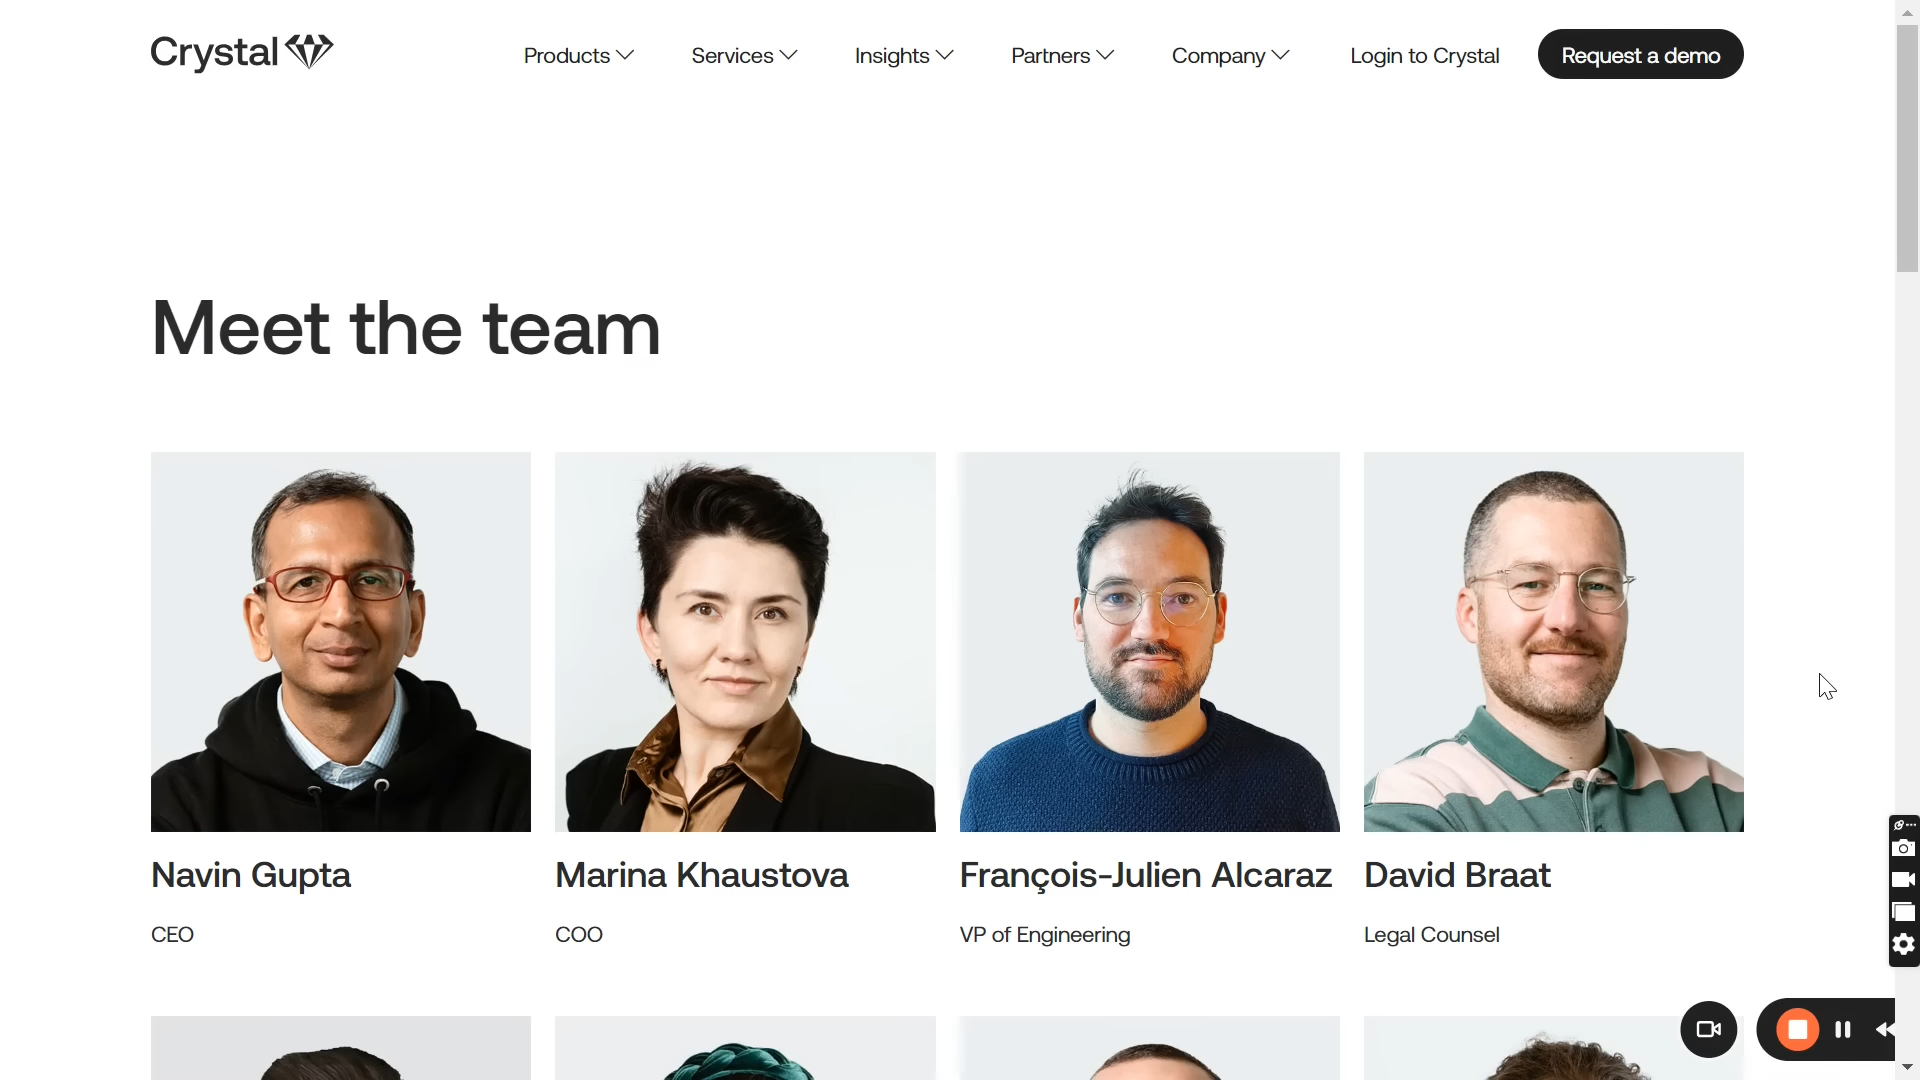 Crystal
Products
Services
Insights
Partners
Company
Login to Crystal
Request a demo
Meet the team
Navin Gupta
Marina Khaustova
François-Julien Alcaraz
David Braat
CEO
COO
VP of Engineering
Legal Counsel